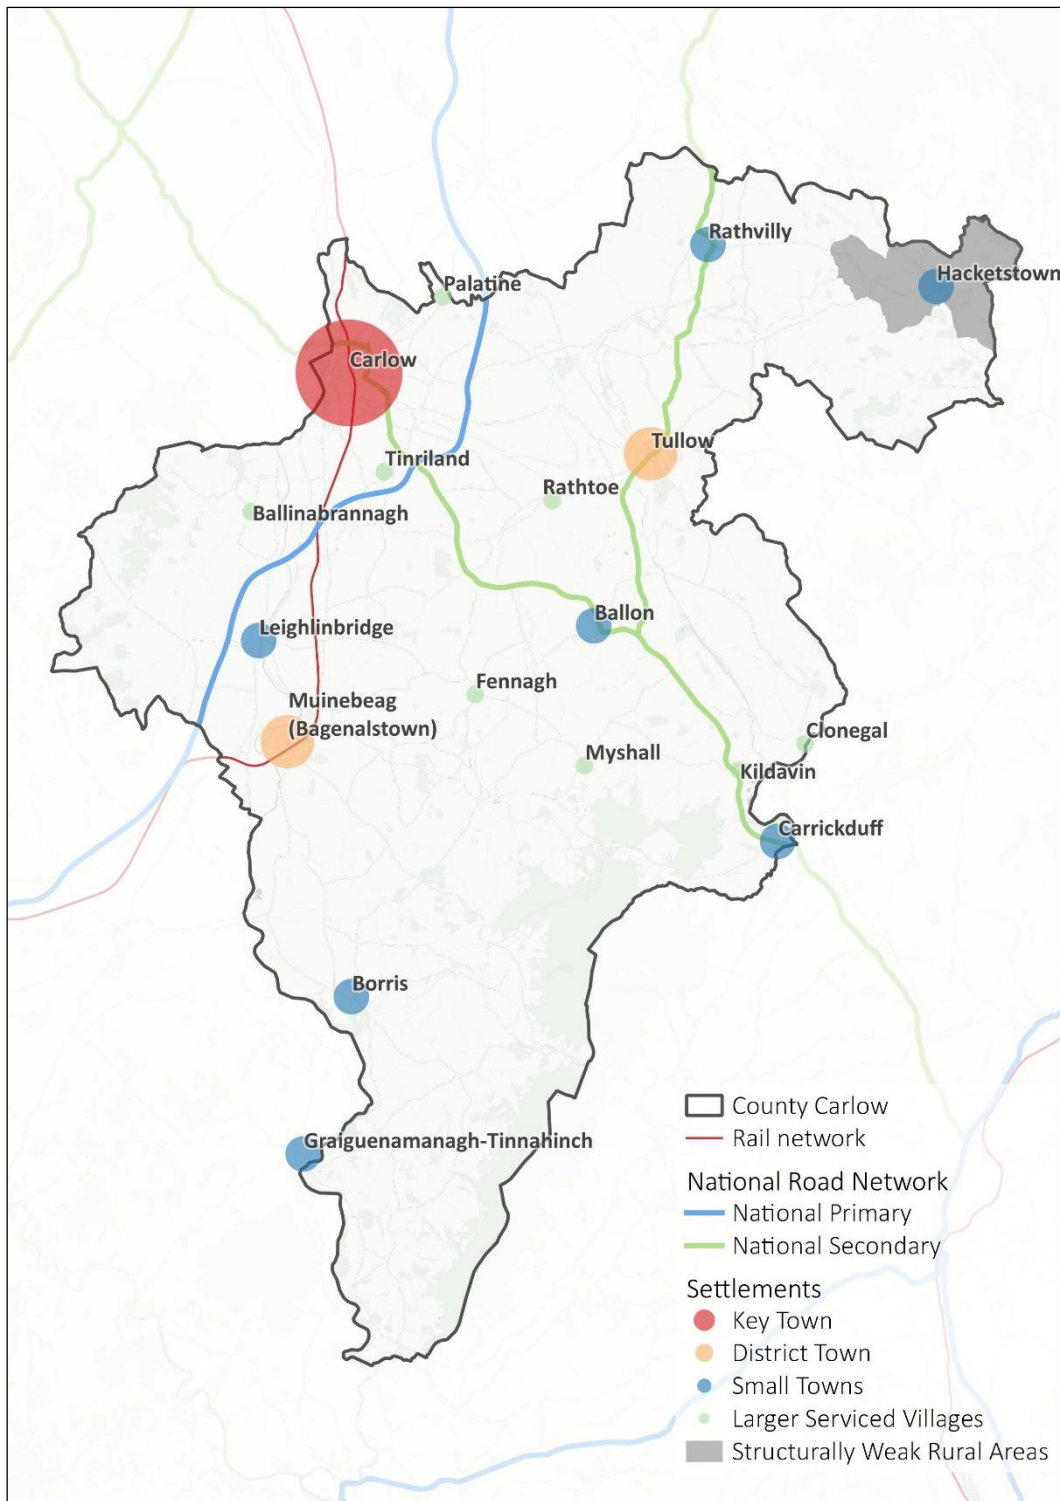 Rathvilly
Hacketstown
Palatine
Carlow
Tullow
Tinriland
Rathtoe
Ballinabrannagh
Ballon
Leighlinbridge
Fennagh
Muinebeag
(Bagenalstown)
Clonegal
Myshall
Kildavin
Carrickduff
Borris
Graiguenamanagh-Tinnahinch
County Carlow
Rail network
National Road Network
National Primary
National Secondary
Settlements
Key Town
District Town
Small Towns
Larger Serviced Villages
Structurally Weak Rural Areas